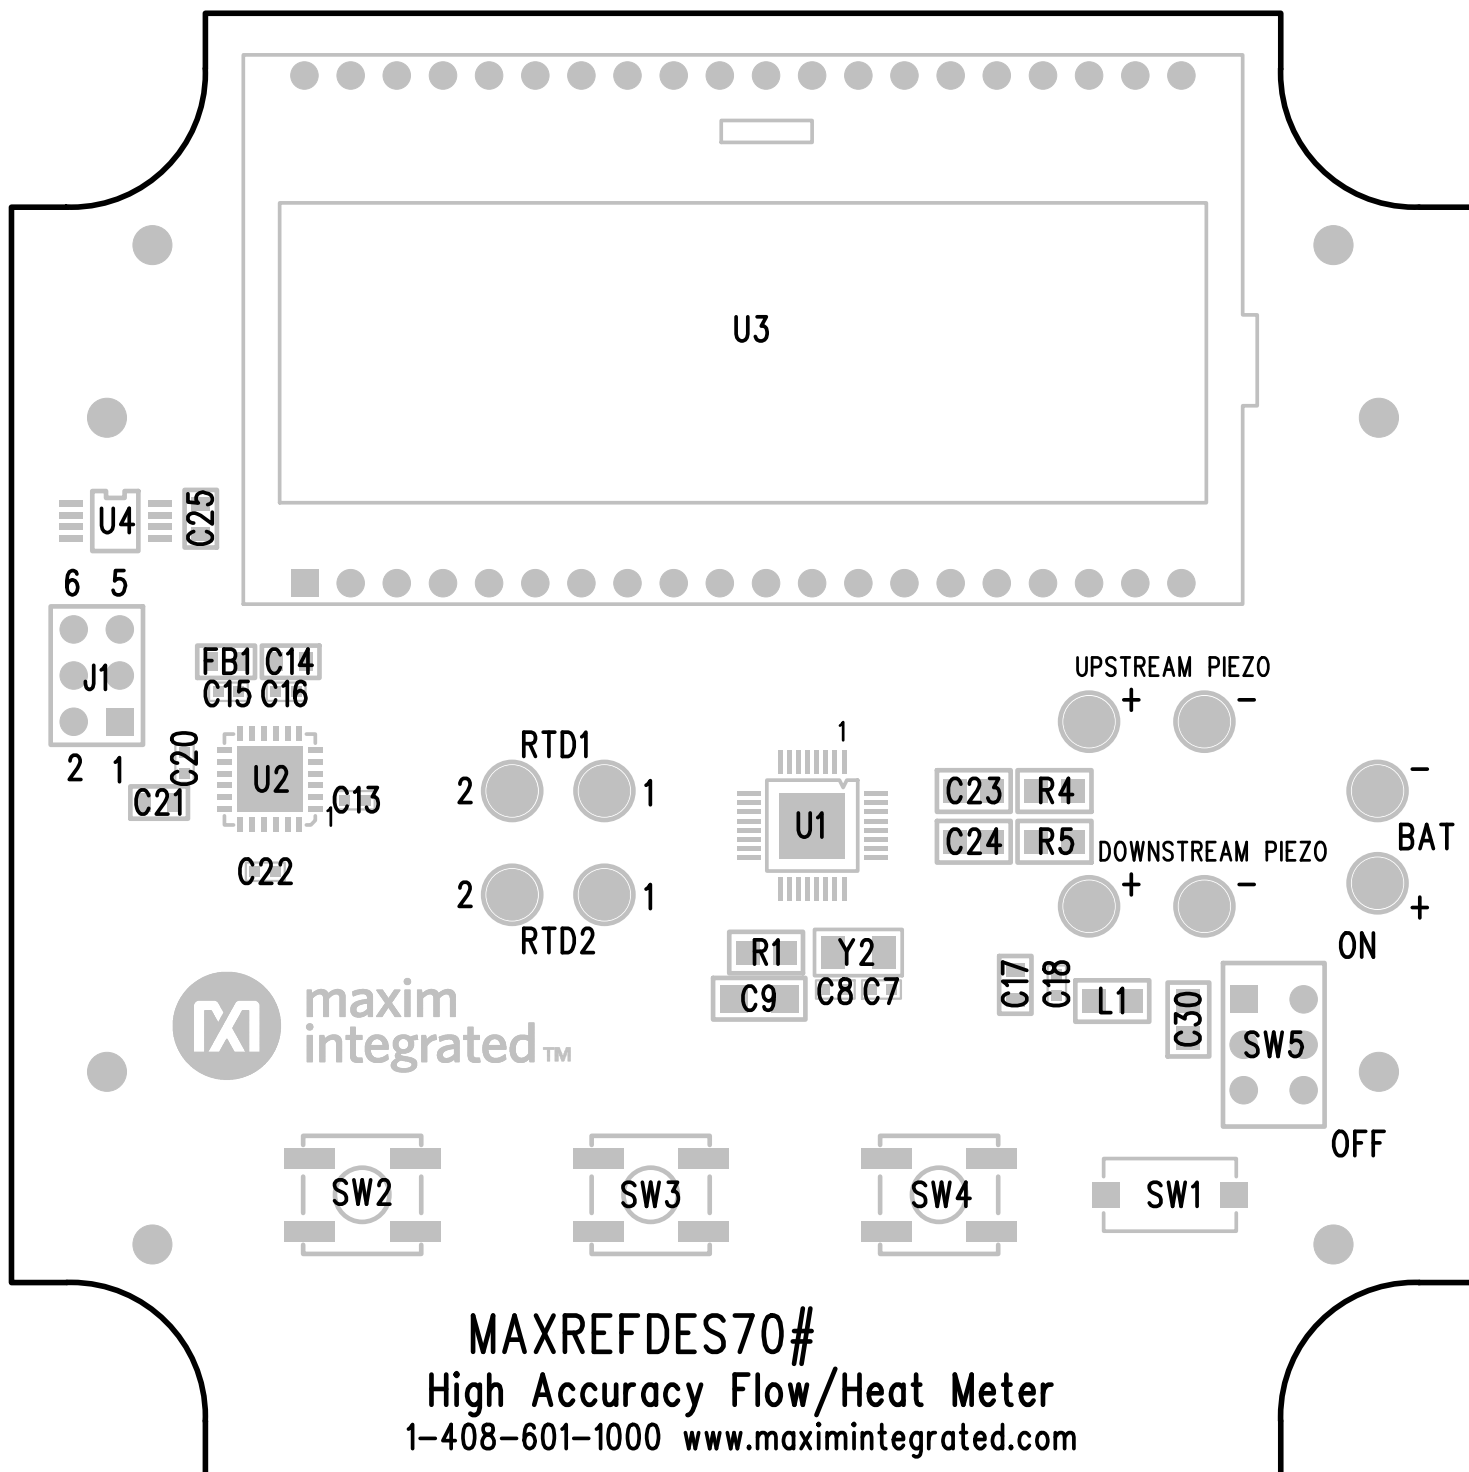 U3
U4
C25
6 5
J1
2 1
FB1 C14
C15 C16
C20
C21
U2
1
C13
C22
RTD1
2 1
2 1
RTD2
1
U1
C23 R4
C24 R5
UPSTREAM PIEZO
+ −
DOWNSTREAM PIEZO
+ −
−
BAT
+
R1 Y2
C9 C8 C7
C17 C18 L1 C30
ON
SW5
OFF
maxim
integrated™
SW2 SW3 SW4 SW1
MAXREFDES70#
High Accuracy Flow/Heat Meter
1-408-601-1000 www.maximintegrated.com